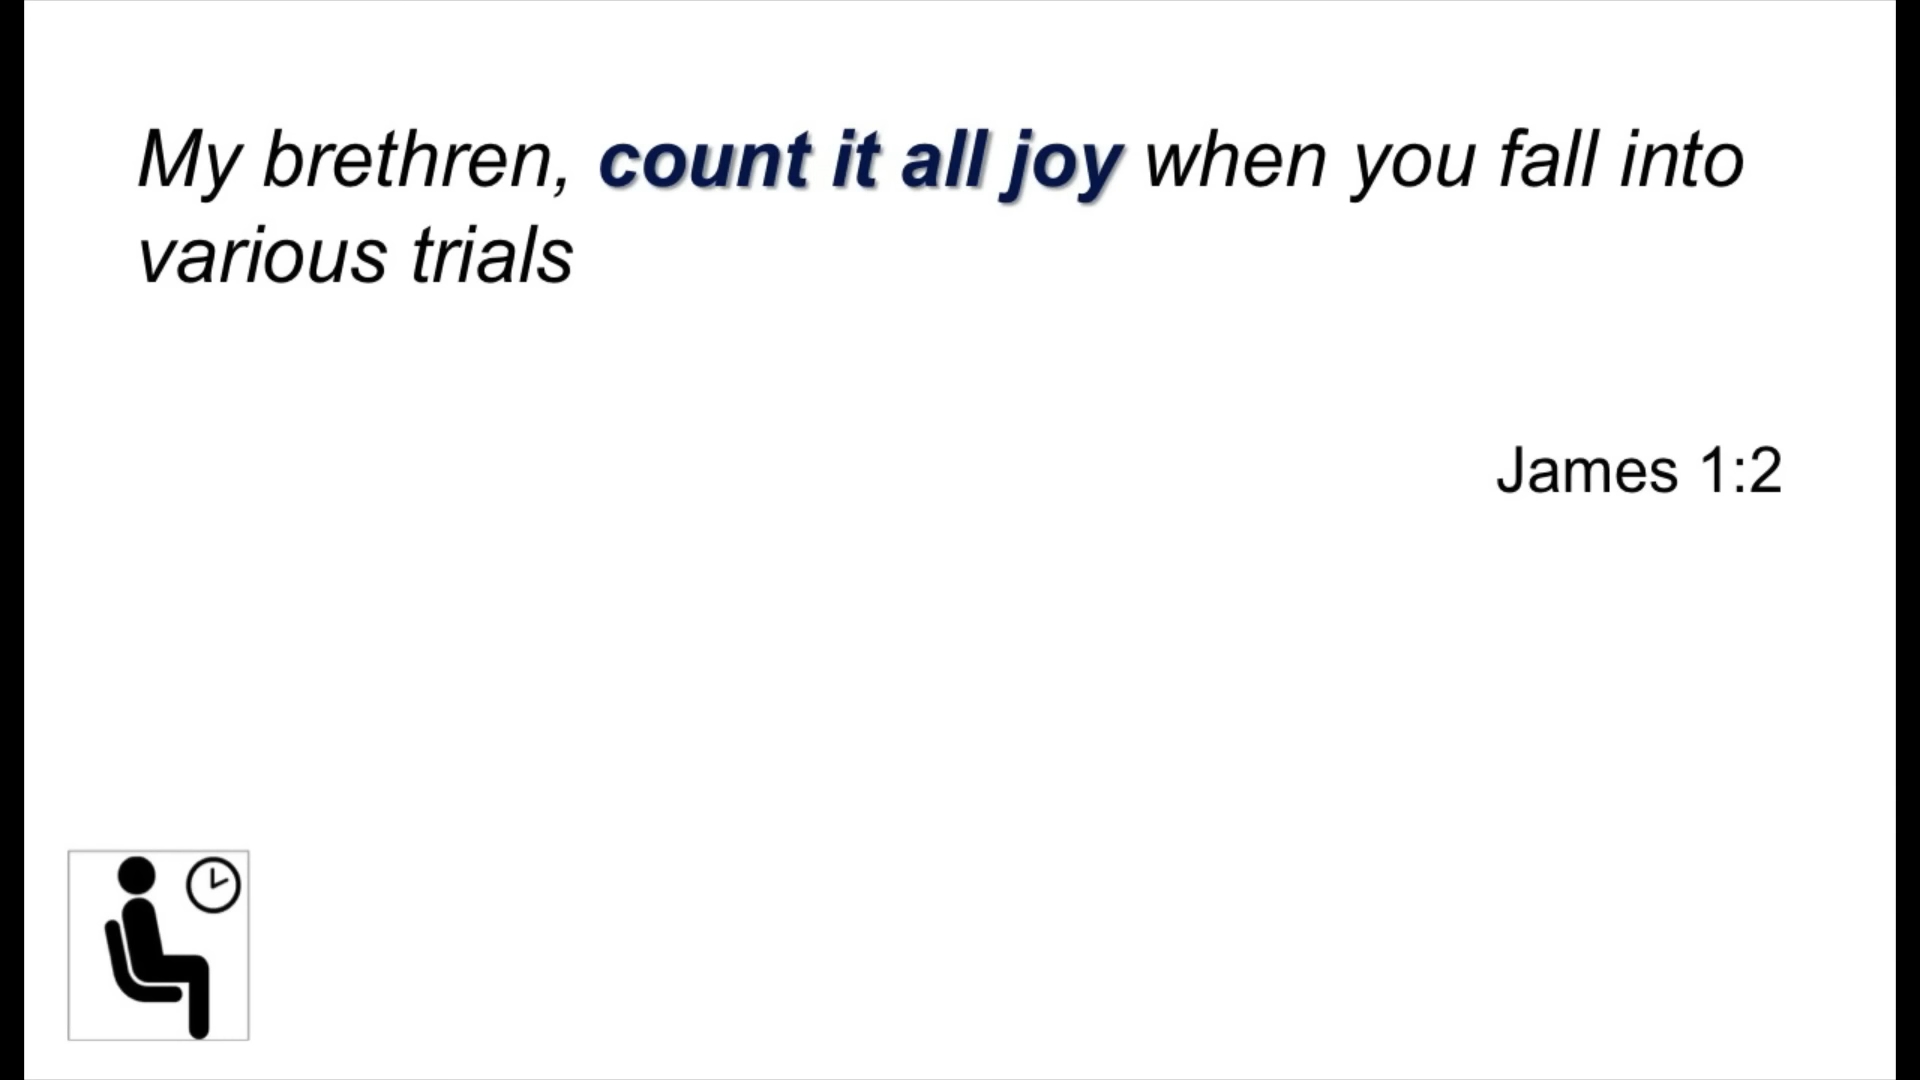 My brethren, count it all joy when you fall into
various trials
James 1:2